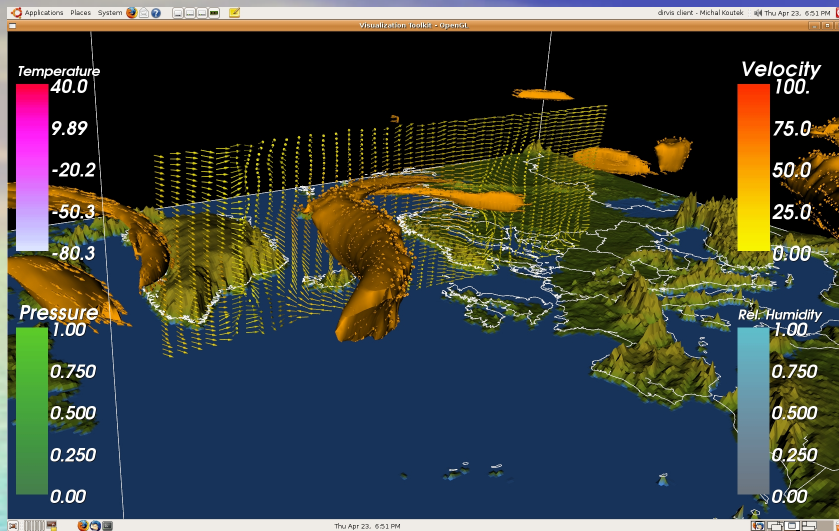 Applications Places System
dirvis client - Michal Koutek
Thu Apr 23, 6:51 PM
Visualization Toolkit - OpenGL
Temperature
40.0
9.89
-20.2
-50.3
-80.3
Velocity
100.
75.0
50.0
25.0
0.00
Pressure
1.00
0.750
0.500
0.250
0.00
Rel. Humidity
1.00
0.750
0.500
0.250
0.00
Thu Apr 23, 6:51 PM